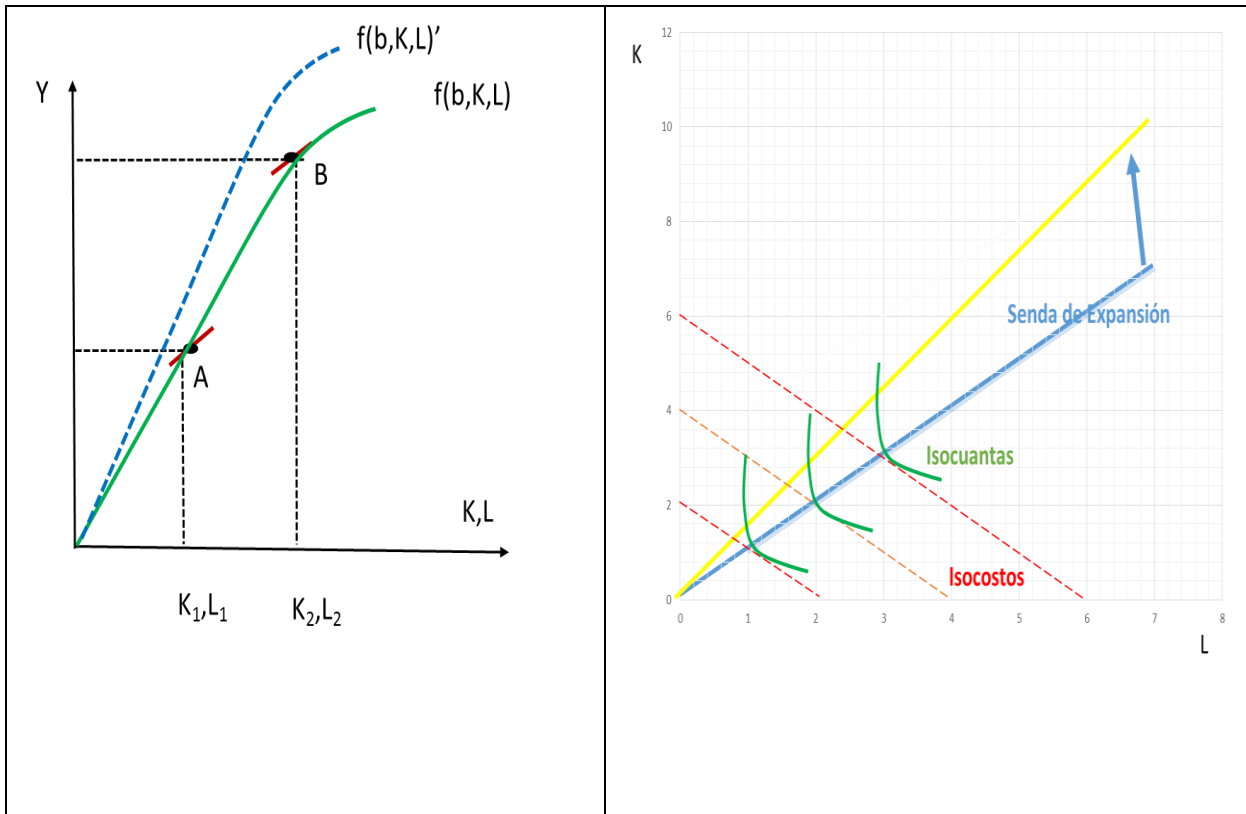 f(b,K,L)’
Y
f(b,K,L)
B
A
K,L
K₁,L₁
K₂,L₂
12
K
10
8
6
Senda de Expansión
4
Isocuantas
2
Isocostos
0
0 1 2 3 4 5 6 7 8
L